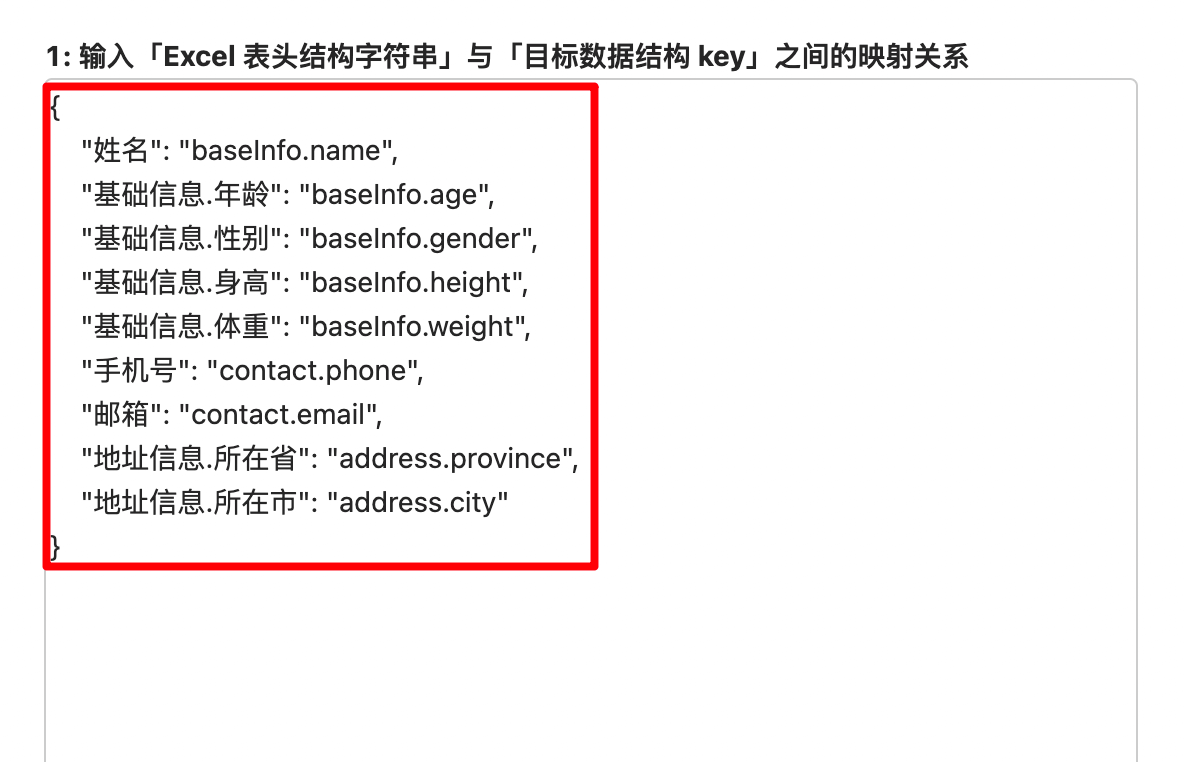 1: 输入「Excel 表头结构字符串」与「目标数据结构 key」之间的映射关系
{
"姓名": "baseInfo.name",
"基础信息.年龄": "baseInfo.age",
"基础信息.性别": "baseInfo.gender",
"基础信息.身高": "baseInfo.height",
"基础信息.体重": "baseInfo.weight",
"手机号": "contact.phone",
"邮箱": "contact.email",
"地址信息.所在省": "address.province",
"地址信息.所在市": "address.city"
}